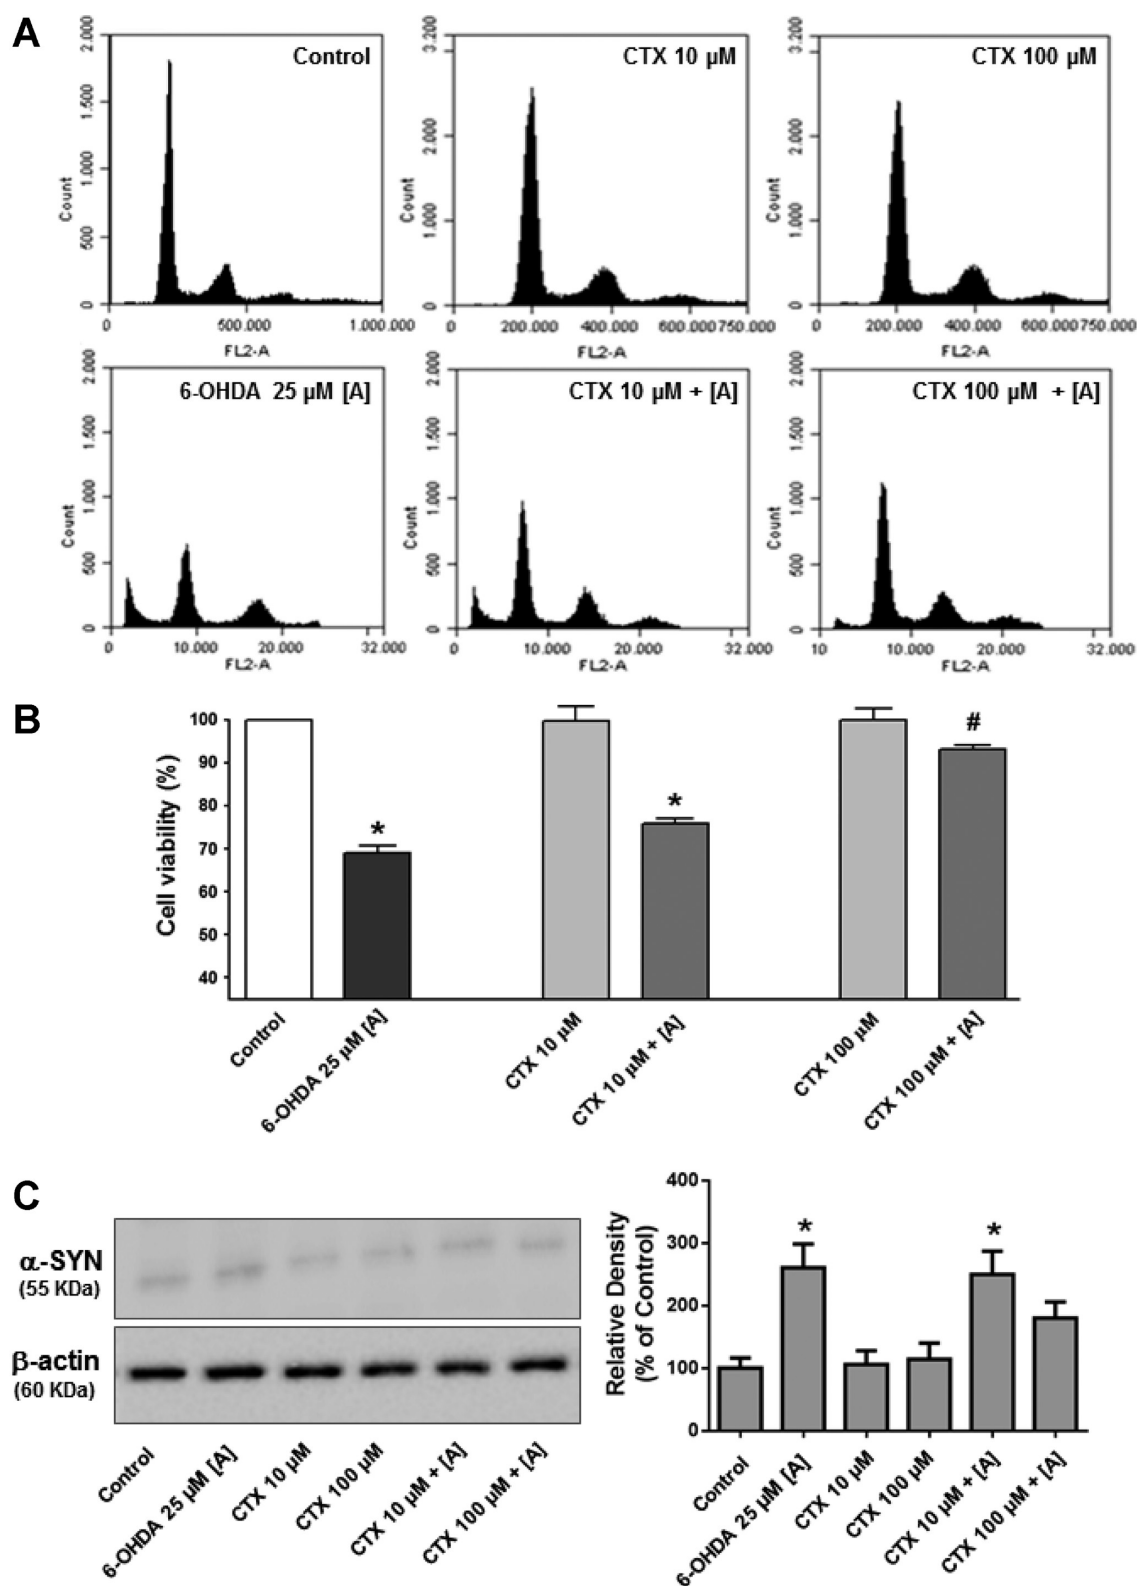 A
Control
2.000
1.500
1.000
500
0
Count
0 500.000 1.000.000
FL2-A
CTX 10 µM
3.200
2.000
1.000
0
Count
0 200.000 400.000 600.000750.000
FL2-A
CTX 100 µM
3.200
2.000
1.000
0
Count
0 200.000 400.000 600.000750.000
FL2-A
6-OHDA 25 µM [A]
2.000
1.500
1.000
500
0
Count
0 10.000 20.000 32.000
FL2-A
CTX 10 µM + [A]
2.000
1.500
1.000
500
0
Count
0 10.000 20.000 32.000
FL2-A
CTX 100 µM + [A]
2.000
1.500
1.000
500
0
Count
10 10.000 20.000 32.000
FL2-A
B
Cell viability (%)
100
90
80
70
60
50
40
*
*
#
Control
6-OHDA 25 µM [A]
CTX 10 µM
CTX 10 µM + [A]
CTX 100 µM
CTX 100 µM + [A]
C
α-SYN
(55 KDa)
β-actin
(60 KDa)
Control
6-OHDA 25 µM [A]
CTX 10 µM
CTX 100 µM
CTX 10 µM + [A]
CTX 100 µM + [A]
Relative Density
(% of Control)
400
300
200
100
0
*
*
Control
6-OHDA 25 µM [A]
CTX 10 µM
CTX 100 µM
CTX 10 µM + [A]
CTX 100 µM + [A]